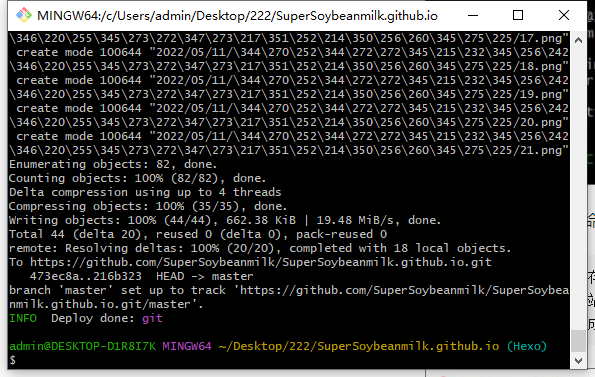 MINGW64:/c/Users/admin/Desktop/222/SuperSoybeanmilk.github.io
\346\220\255\345\273\272\347\273\217\351\252\214\350\256\260\345\275\225/17.png"
create mode 100644 "2022/05/11/\344\270\252\344\272\272\345\215\232\345\256\242
\346\220\255\345\273\272\347\273\217\351\252\214\350\256\260\345\275\225/18.png"
create mode 100644 "2022/05/11/\344\270\252\344\272\272\345\215\232\345\256\242
\346\220\255\345\273\272\347\273\217\351\252\214\350\256\260\345\275\225/19.png"
create mode 100644 "2022/05/11/\344\270\252\344\272\272\345\215\232\345\256\242
\346\220\255\345\273\272\347\273\217\351\252\214\350\256\260\345\275\225/20.png"
create mode 100644 "2022/05/11/\344\270\252\344\272\272\345\215\232\345\256\242
\346\220\255\345\273\272\347\273\217\351\252\214\350\256\260\345\275\225/21.png"
Enumerating objects: 82, done.
Counting objects: 100% (82/82), done.
Delta compression using up to 4 threads
Compressing objects: 100% (35/35), done.
Writing objects: 100% (44/44), 662.38 KiB | 19.48 MiB/s, done.
Total 44 (delta 20), reused 0 (delta 0), pack-reused 0
remote: Resolving deltas: 100% (20/20), completed with 18 local objects.
To https://github.com/SuperSoybeanmilk/SuperSoybeanmilk.github.io.git
473ec8a..216b323 HEAD -> master
branch 'master' set up to track 'https://github.com/SuperSoybeanmilk/SuperSoybea
nmilk.github.io.git/master'.
INFO Deploy done: git
admin@DESKTOP-D1R8I7K MINGW64 ~/Desktop/222/SuperSoybeanmilk.github.io (Hexo)
$
命
存
站
成